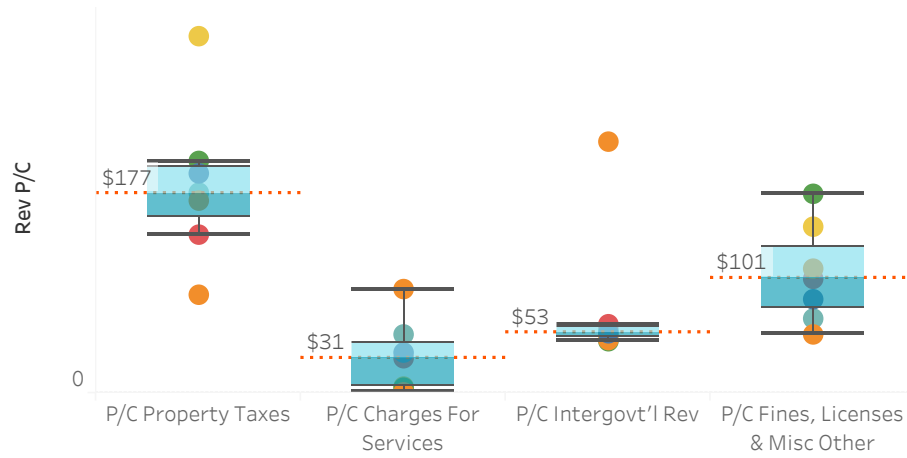 Rev P/C
$177
$31
$53
$101
0
P/C Property Taxes
P/C Charges For
Services
P/C Intergovt'l Rev
P/C Fines, Licenses
& Misc Other